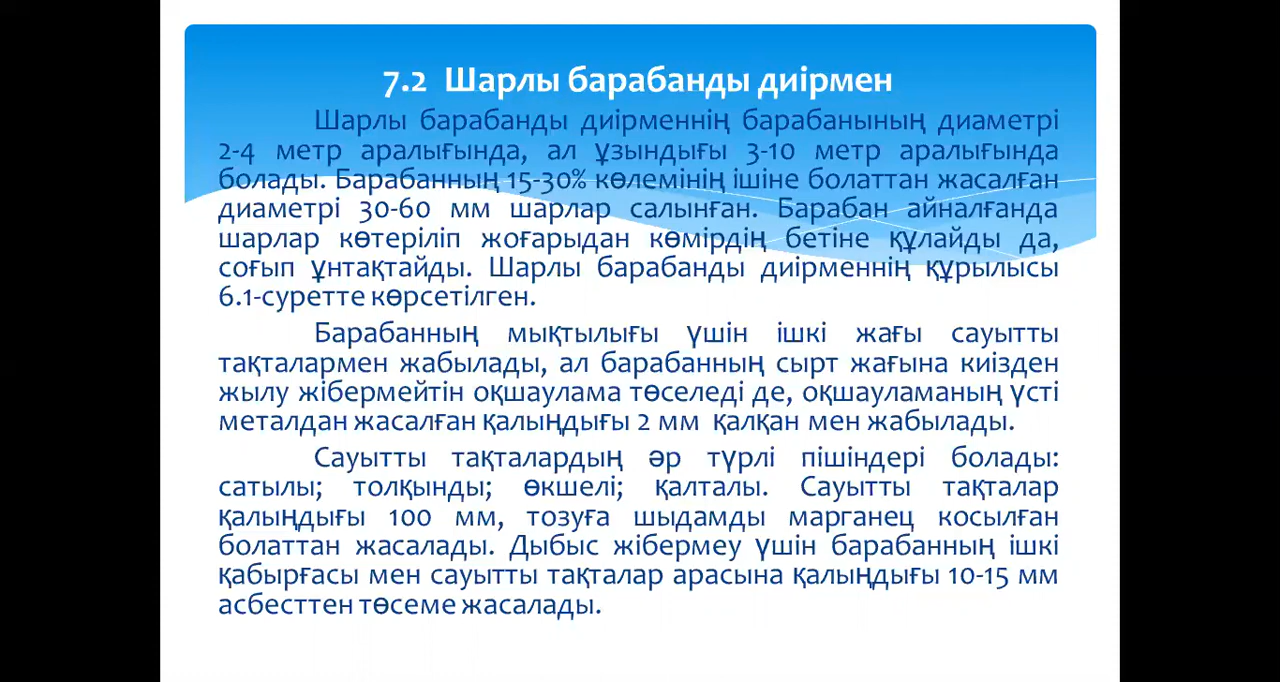 7.2 Шарлы барабанды диірмен
Шарлы барабанды диірменнің барабанының диаметрі
2-4 метр аралығында, ал ұзындығы 3-10 метр аралығында
болады. Барабанның 15-30% көлемінің ішіне болаттан жасалған
диаметрі 30-60 мм шарлар салынған. Барабан айналғанда
шарлар көтеріліп жоғарыдан көмірдің бетіне құлайды да,
соғып ұнтақтайды. Шарлы барабанды диірменнің құрылысы
6.1-суретте көрсетілген.
Барабанның мықтылығы үшін ішкі жағы сауытты
тақталармен жабылады, ал барабанның сырт жағына киізден
жылу жібермейтін оқшаулама төселеді де, оқшауламаның үсті
металдан жасалған қалыңдығы 2 мм қалқан мен жабылады.
Сауытты тақталардың әр түрлі пішіндері болады:
сатылы; толқынды; өкшелі; қалталы. Сауытты тақталар
қалыңдығы 100 мм, тозуға шыдамды марганец косылған
болаттан жасалады. Дыбыс жібермеу үшін барабанның ішкі
қабырғасы мен сауытты тақталар арасына қалыңдығы 10-15 мм
асбесттен төсеме жасалады.